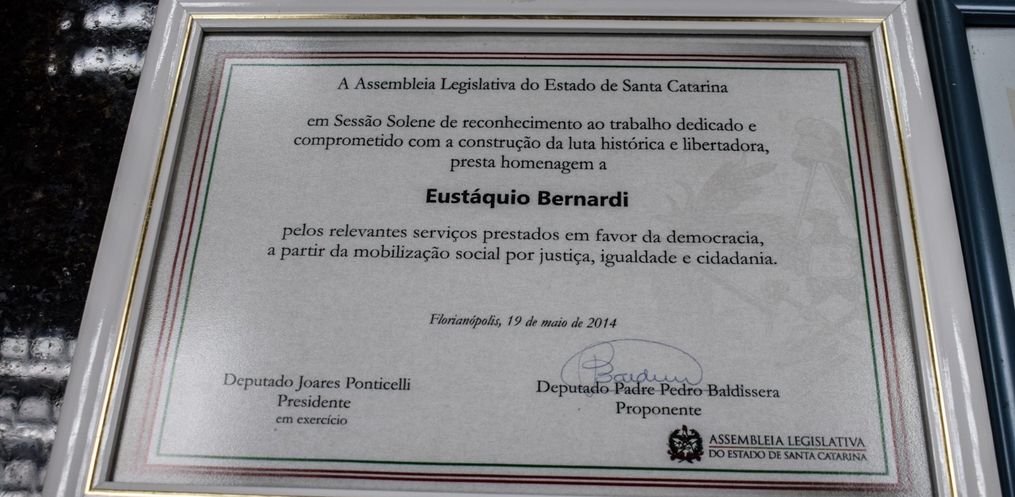 A Assembleia Legislativa do Estado de Santa Catarina
em Sessão Solene de reconhecimento ao trabalho dedicado e
comprometido com a construção da luta histórica e libertadora,
presta homenagem a
Eustáquio Bernardi
pelos relevantes serviços prestados em favor da democracia,
a partir da mobilização social por justiça, igualdade e cidadania.
Florianópolis, 19 de maio de 2014
Deputado Joares Ponticelli
Presidente
em exercício
Deputado Padre Pedro Baldissera
Proponente
ASSEMBLEIA LEGISLATIVA
DO ESTADO DE SANTA CATARINA